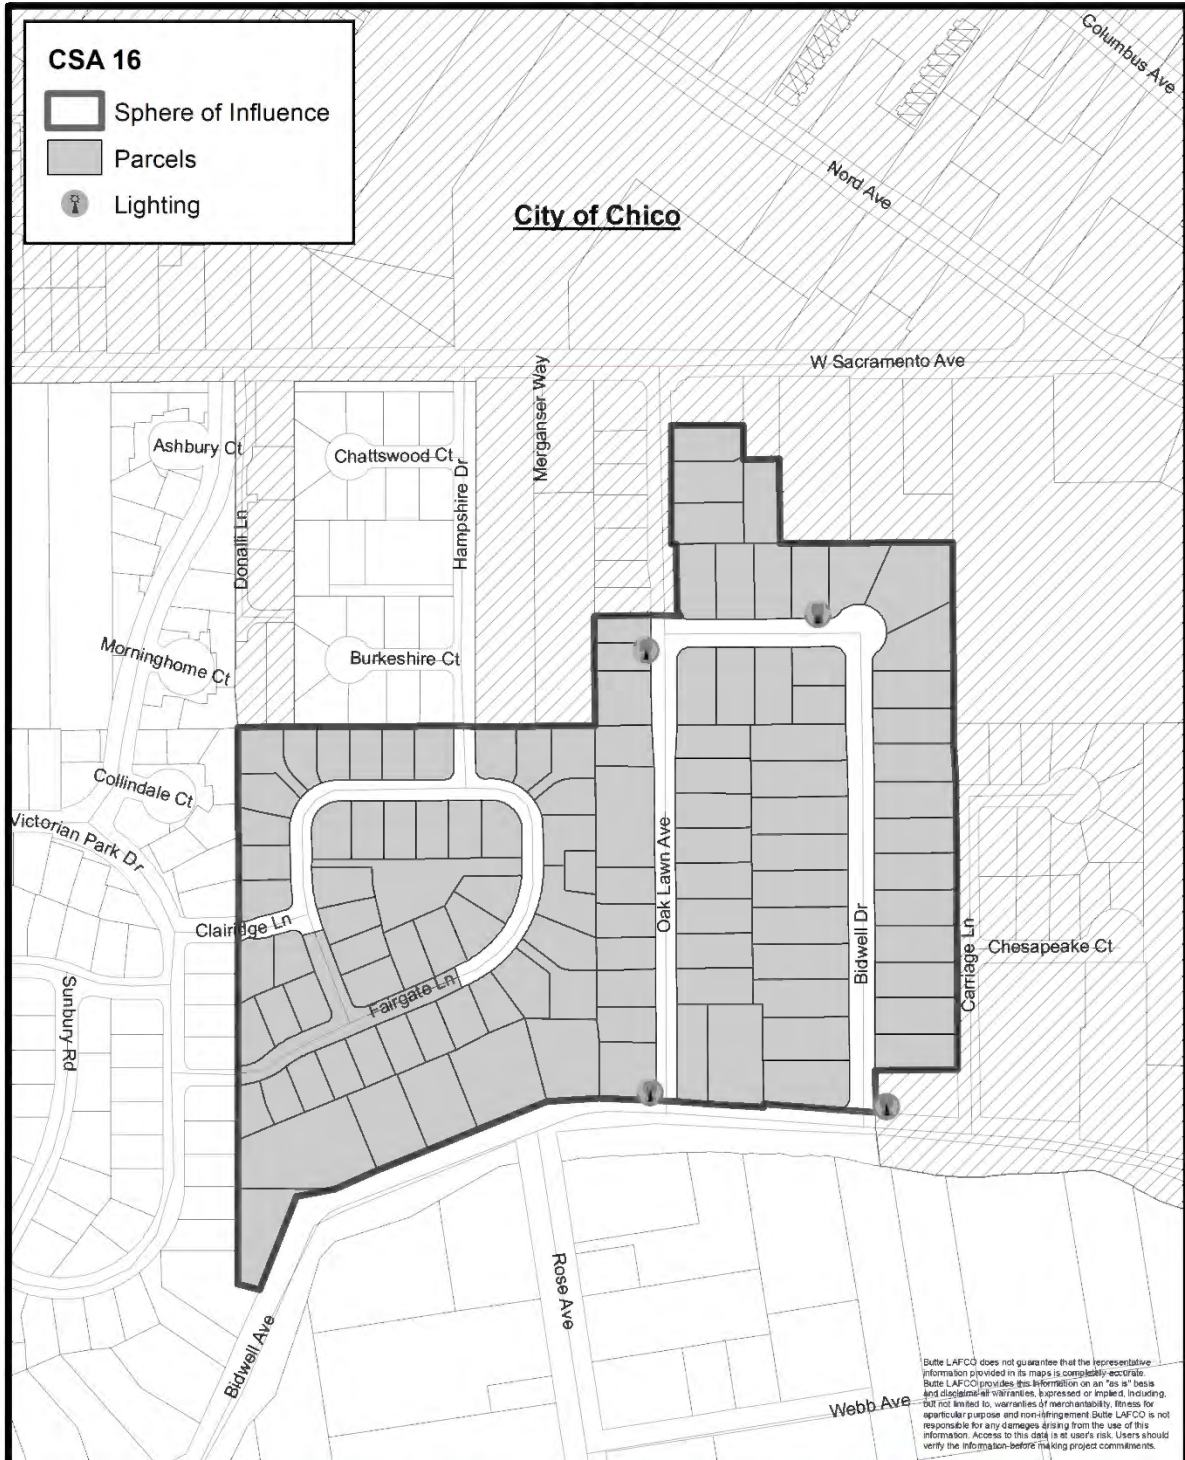 CSA 16
Sphere of Influence
Parcels
Lighting
City of Chico
Columbus Ave
Nord Ave
W Sacramento Ave
Merganser Way
Ashbury Ct
Chattswood Ct
Hampshire Dr
Donalli Ln
Morninghome Ct
Burkeshire Ct
Collindale Ct
Victorian Park Dr
Oak Lawn Ave
Clairidge Ln
Bidwell Dr
Carriage Ln
Chesapeake Ct
Fairgate Ln
Sunbury Rd
Rose Ave
Bidwell Ave
Webb Ave
Butte LAFCO does not guarantee that the representative
information provided in its maps is completely accurate.
Butte LAFCO provides this information on an "as is" basis
and disclaims all warranties, expressed or implied, including,
but not limited to, warranties of merchantability, fitness for
aparticular purpose and non-infringement Butte LAFCO is not
responsible for any damages arising from the use of this
information. Access to this data is at user's risk. Users should
verify the information before making project commitments.